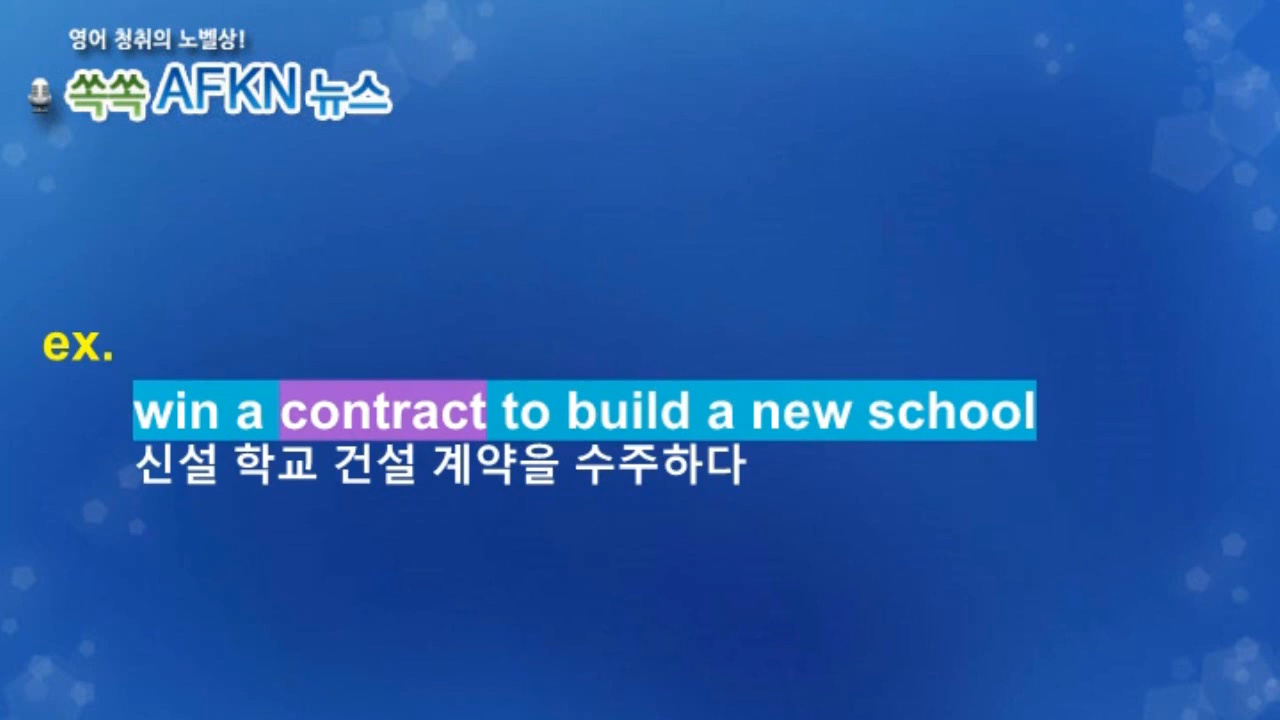 영어 청취의 노벨상!
쏙쏙 AFKN 뉴스
ex.
win a contract to build a new school
신설 학교 건설 계약을 수주하다